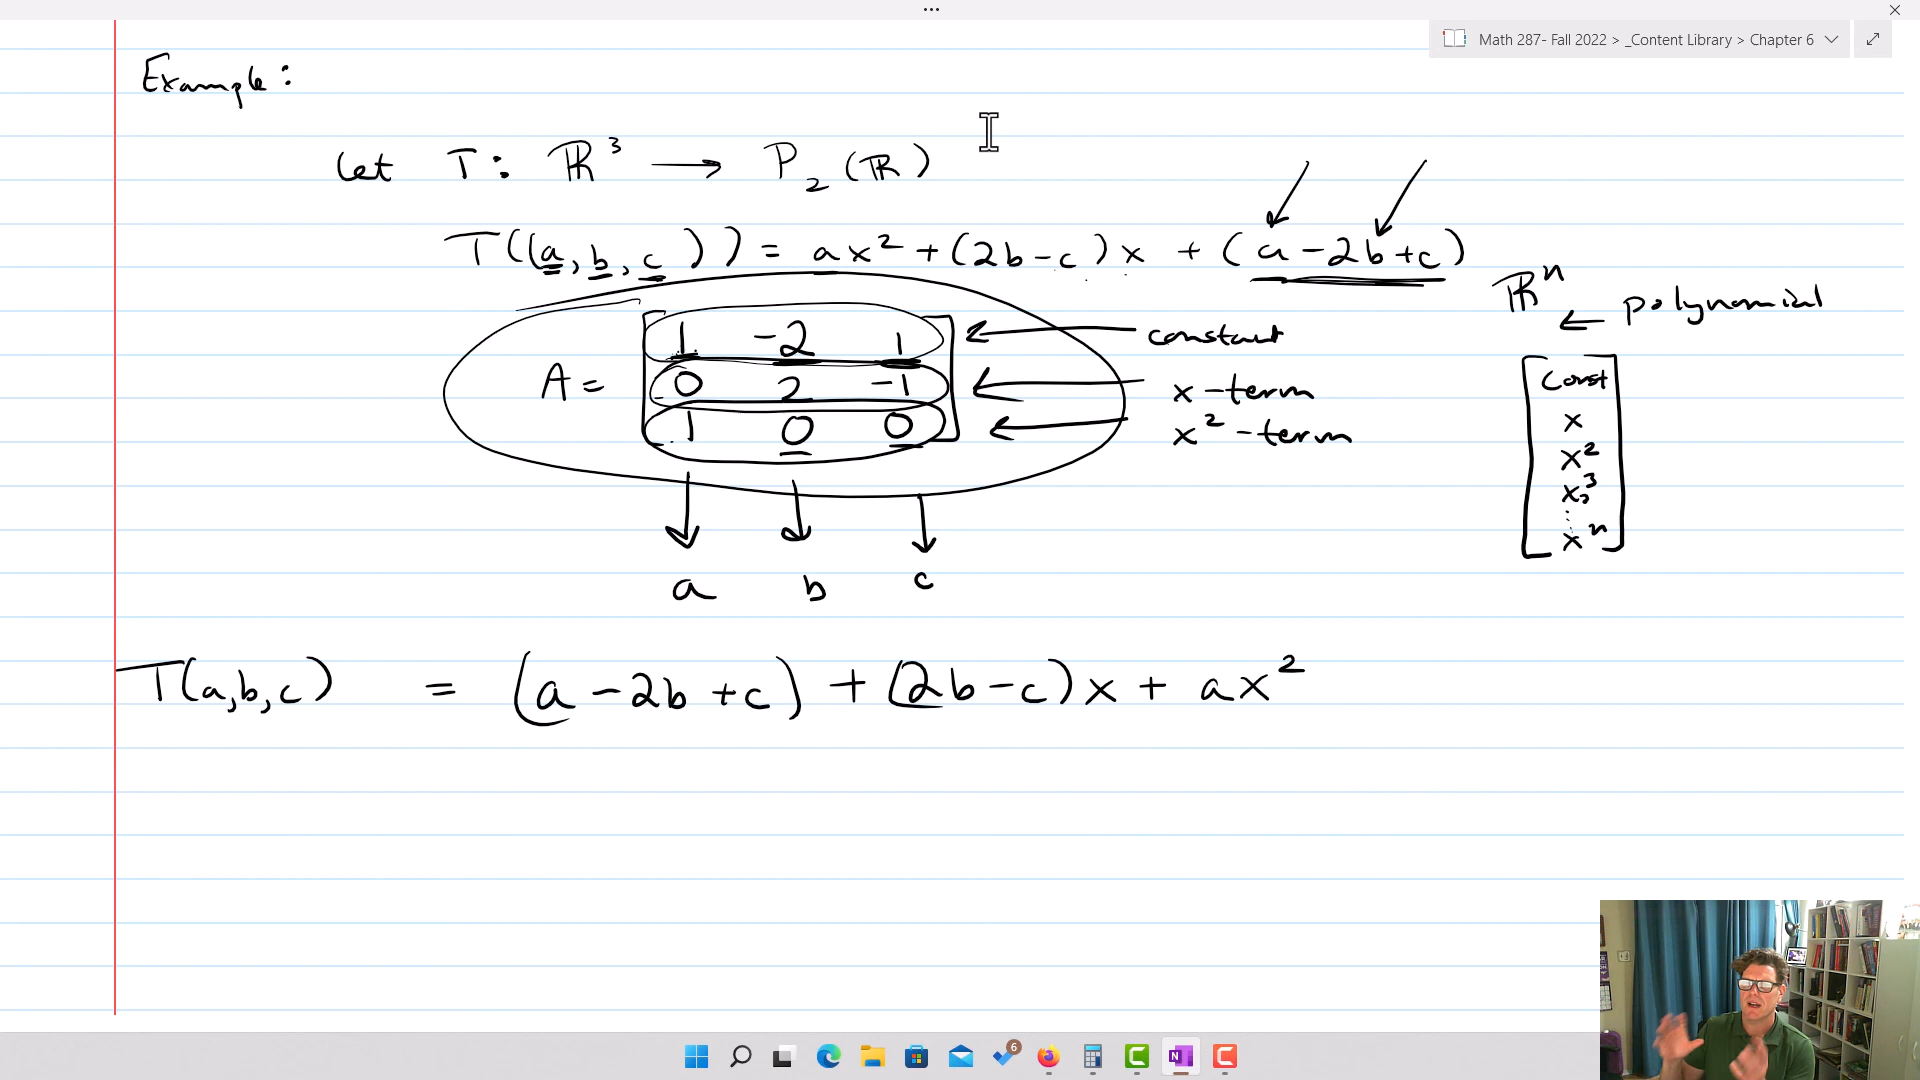 Math 287- Fall 2022 > _Content Library > Chapter 6
Example:
Let T: ℝ³ → P₂(ℝ)
T((a,b,c)) = ax² + (2b-c)x + (a-2b+c)
ℝⁿ ← polynomial
A = [1 -2 1 ← constant
0 2 -1 ← x-term
1 0 0] ← x²-term
[const
x
x²
x³
⋮
xⁿ]
a b c
T(a,b,c) = (a-2b+c) + (2b-c)x + ax²
6